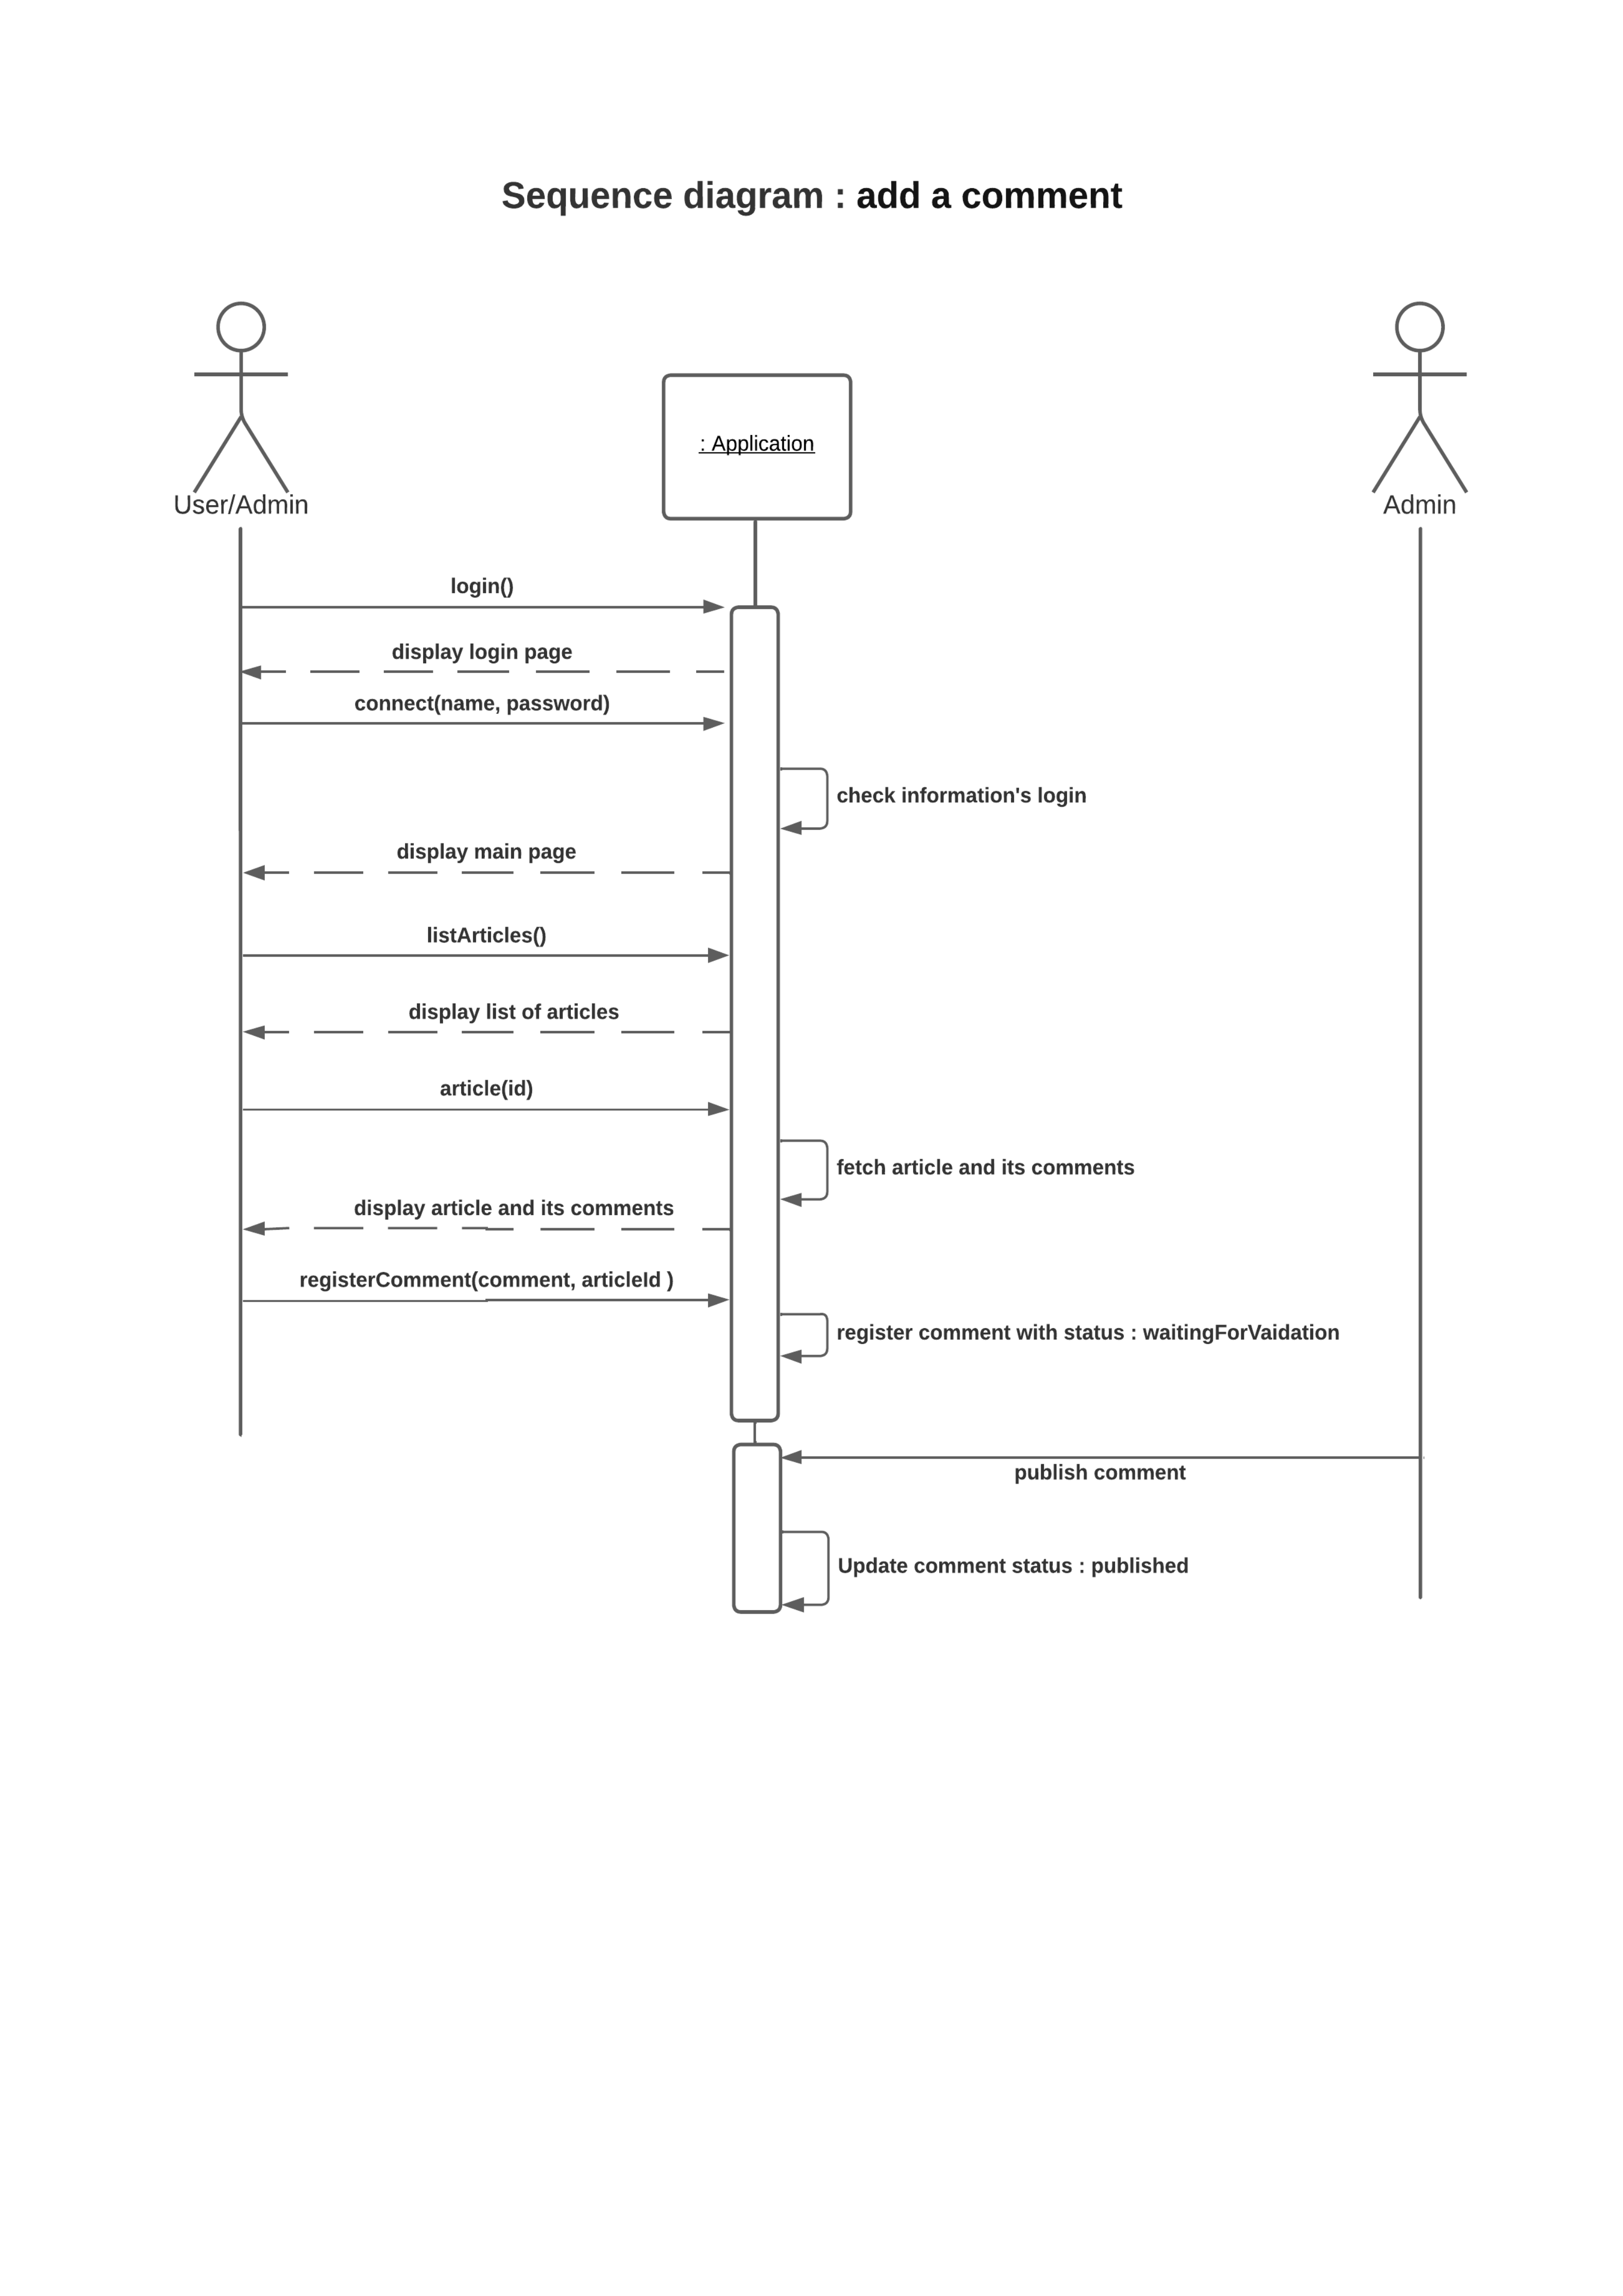 Sequence diagram : add a comment
User/Admin
: Application
Admin
login()
display login page
connect(name, password)
check information's login
display main page
listArticles()
display list of articles
article(id)
fetch article and its comments
display article and its comments
registerComment(comment, articleId )
register comment with status : waitingForVaidation
publish comment
Update comment status : published